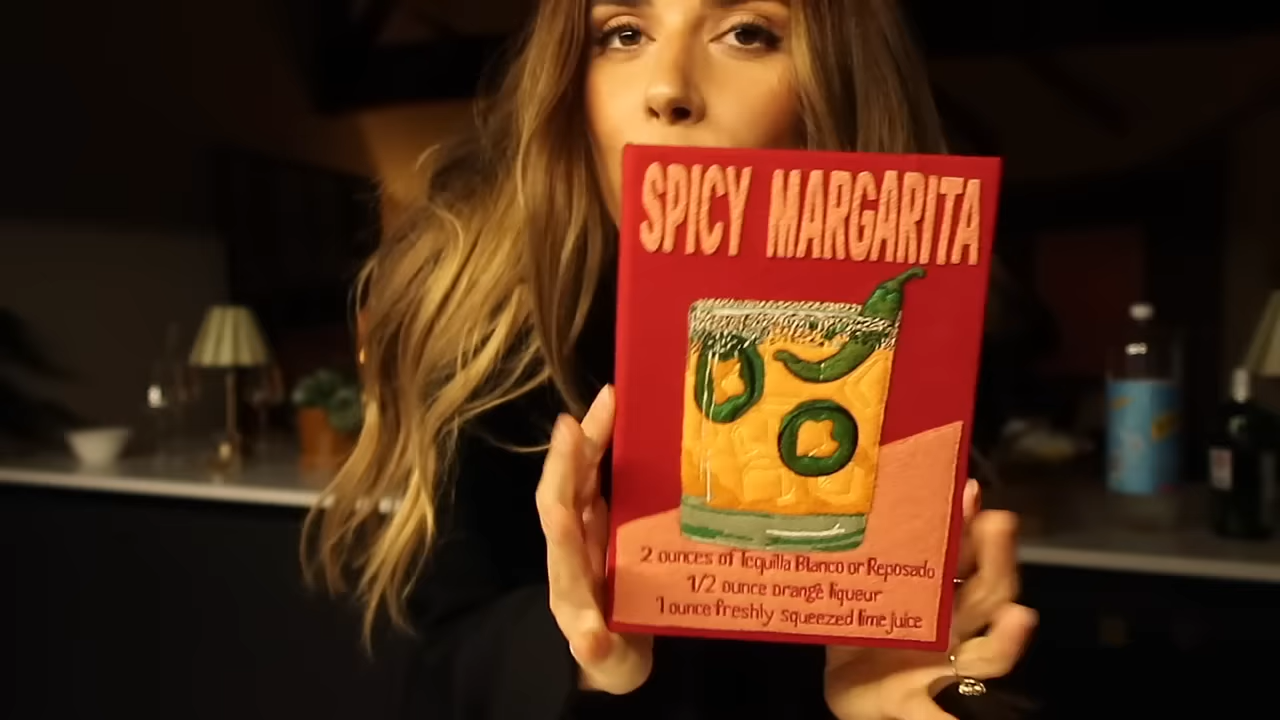 SPICY MARGARITA
2 ounces of Tequilla Blanco or Reposado
1/2 ounce orange liqueur
1 ounce freshly squeezed lime juice